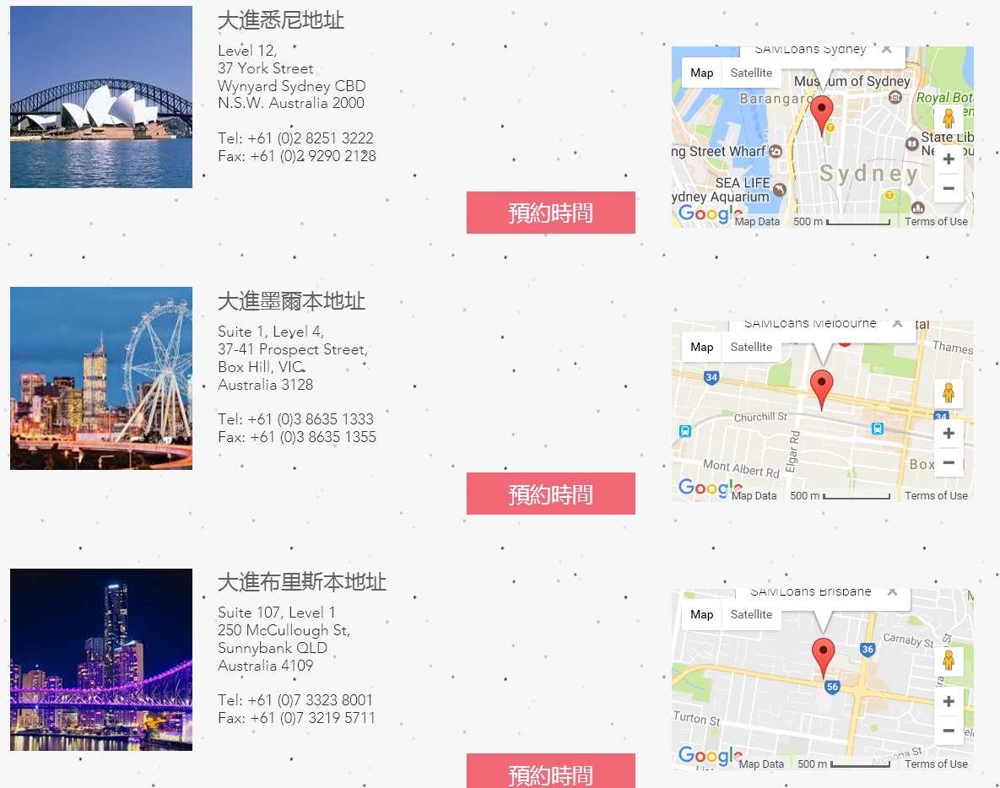 大進悉尼地址
Level 12,
37 York Street
Wynyard Sydney CBD
N.S.W. Australia 2000
Tel: +61 (0)2 8251 3222
Fax: +61 (0)2 9290 2128
預約時間
SAMLoans Sydney
Map Satellite
Museum of Sydney
Barangaro
Royal Bot
State Lib
ng Street Wharf
Sydney
SEA LIFE
ydney Aquarium
Google
Map Data 500 m Terms of Use
大進墨爾本地址
Suite 1, Level 4,
37-41 Prospect Street,
Box Hill, VIC
Australia 3128
Tel: +61 (0)3 8635 1333
Fax: +61 (0)3 8635 1355
預約時間
SAMLoans Melbourne
tal
Map Satellite
Thames
34
34
Churchill St
Elgar Rd
Mont Albert Rd
Box
Google
Map Data 500 m Terms of Use
大進布里斯本地址
Suite 107, Level 1
250 McCullough St,
Sunnybank QLD
Australia 4109
Tel: +61 (0)7 3323 8001
Fax: +61 (0)7 3219 5711
預約時間
SAMLoans Brisbane
Map Satellite
Carnaby St
36
56
Turton St
Arcoona St
Google
Map Data 500 m Terms of Use